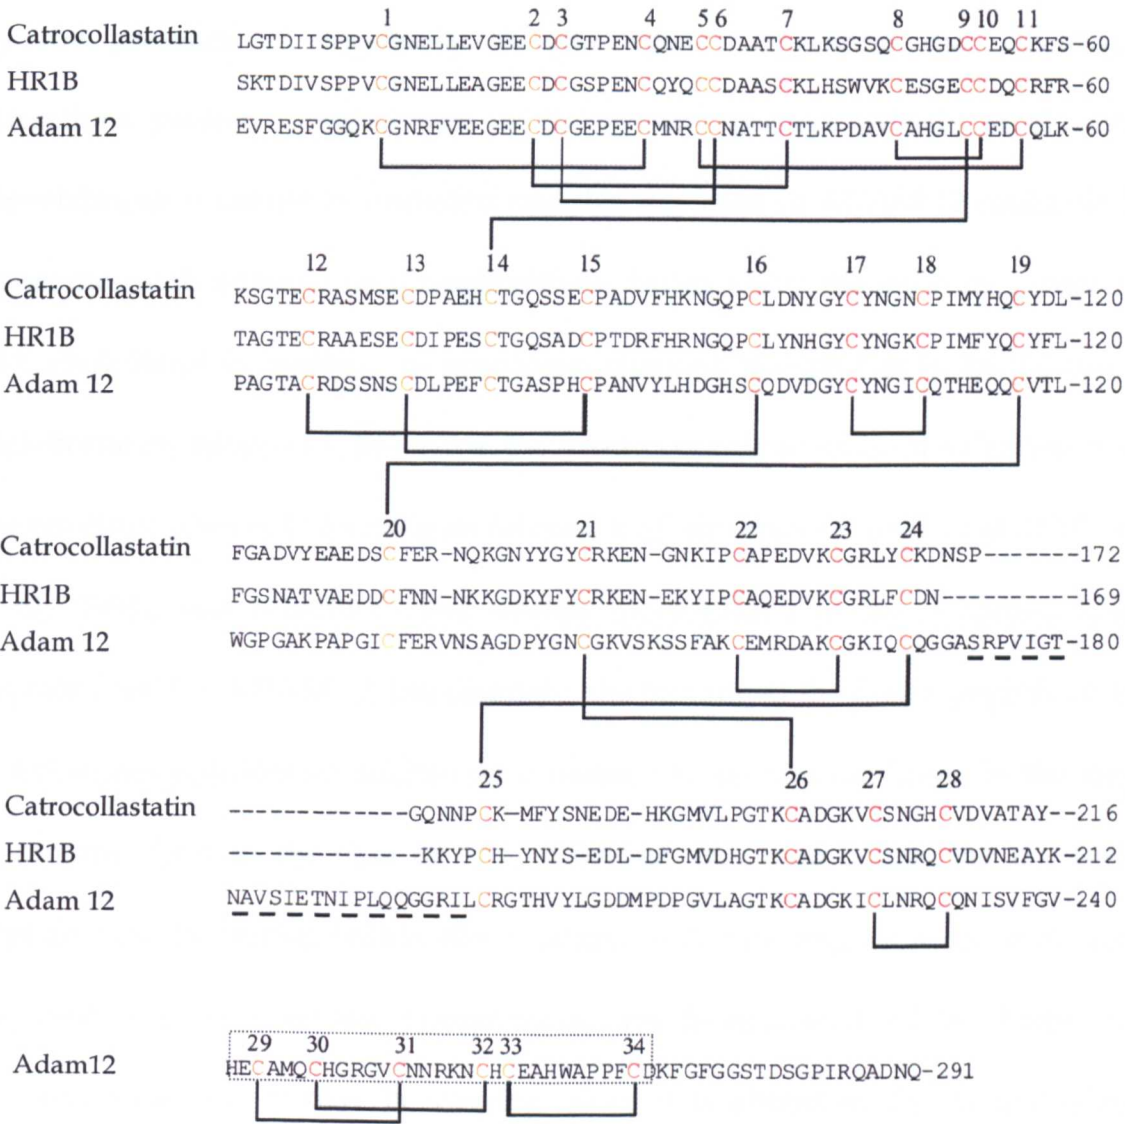 1 2 3 4 5 6 7 8 9 10 11
Catrocollastatin LGTDIISPPVCGNELLEVGEECDCGTPENCQNECCDAATCKLKSGSQCGHGDCCEQCKFS-60
HR1B SKTDIVSPPVCGNELLEAGEECDCGSPENCQYQCCDAASCKLHSWVKCESGECCDQCRFR-60
Adam 12 EVRESFGGQKCGNRFVEEGEECDCGEPEECMNRCCNATTCTLKPDAVCAHGLCCEDCQLK-60
12 13 14 15 16 17 18 19
Catrocollastatin KSGTECRASMSECDPAEHCTGQSSECPADVFHKNGQPCLDNYGYCYNGNCPIMYHQCYDL-120
HR1B TAGTECRAAESECDIPESCTGQSADCPTDRFHRNGQPCLYNHGYCYNGKCPIMFYQCYFL-120
Adam 12 PAGTACRDSSNSCDLPEFCTGASPHCPANVYLHDGHSCQDVDGYCYNGICQTHEQQCVTL-120
20 21 22 23 24
Catrocollastatin FGADVYEAEDSCFER-NQKGNYYGYCRKEN-GNKIPCAPEDVKCGRLYCKDNSP-------172
HR1B FGSNATVAEDDCFNN-NKKGDKYFYCRKEN-EKYIPCAQEDVKCGRLFCDN----------169
Adam 12 WGPGAKPAPGICFERVNSAGDPYGNCGKVSKSSFAKCEMRDAKCGKIQCQGGASRPVIGT-180
25 26 27 28
Catrocollastatin -------------GQNNPCK-MFYSNEDE-HKGMVLPGTKCADGKVCSNGHCVDVATAY--216
HR1B --------------KKYPCH-YNYS-EDL-DFGMVDHGTKCADGKVCSNRQCVDVNEAYK-212
Adam 12 NAVSIETNIPLQQGGRILCRGTHVYLGDDMPDPGVLAGTKCADGKICLNRQCQNISVFGV-240
29 30 31 32 33 34
Adam12 HECAMQCHGRGVCNNRKNCHCEAHWAPPFCDKFGFGGSTDSGPIRQADNQ-291